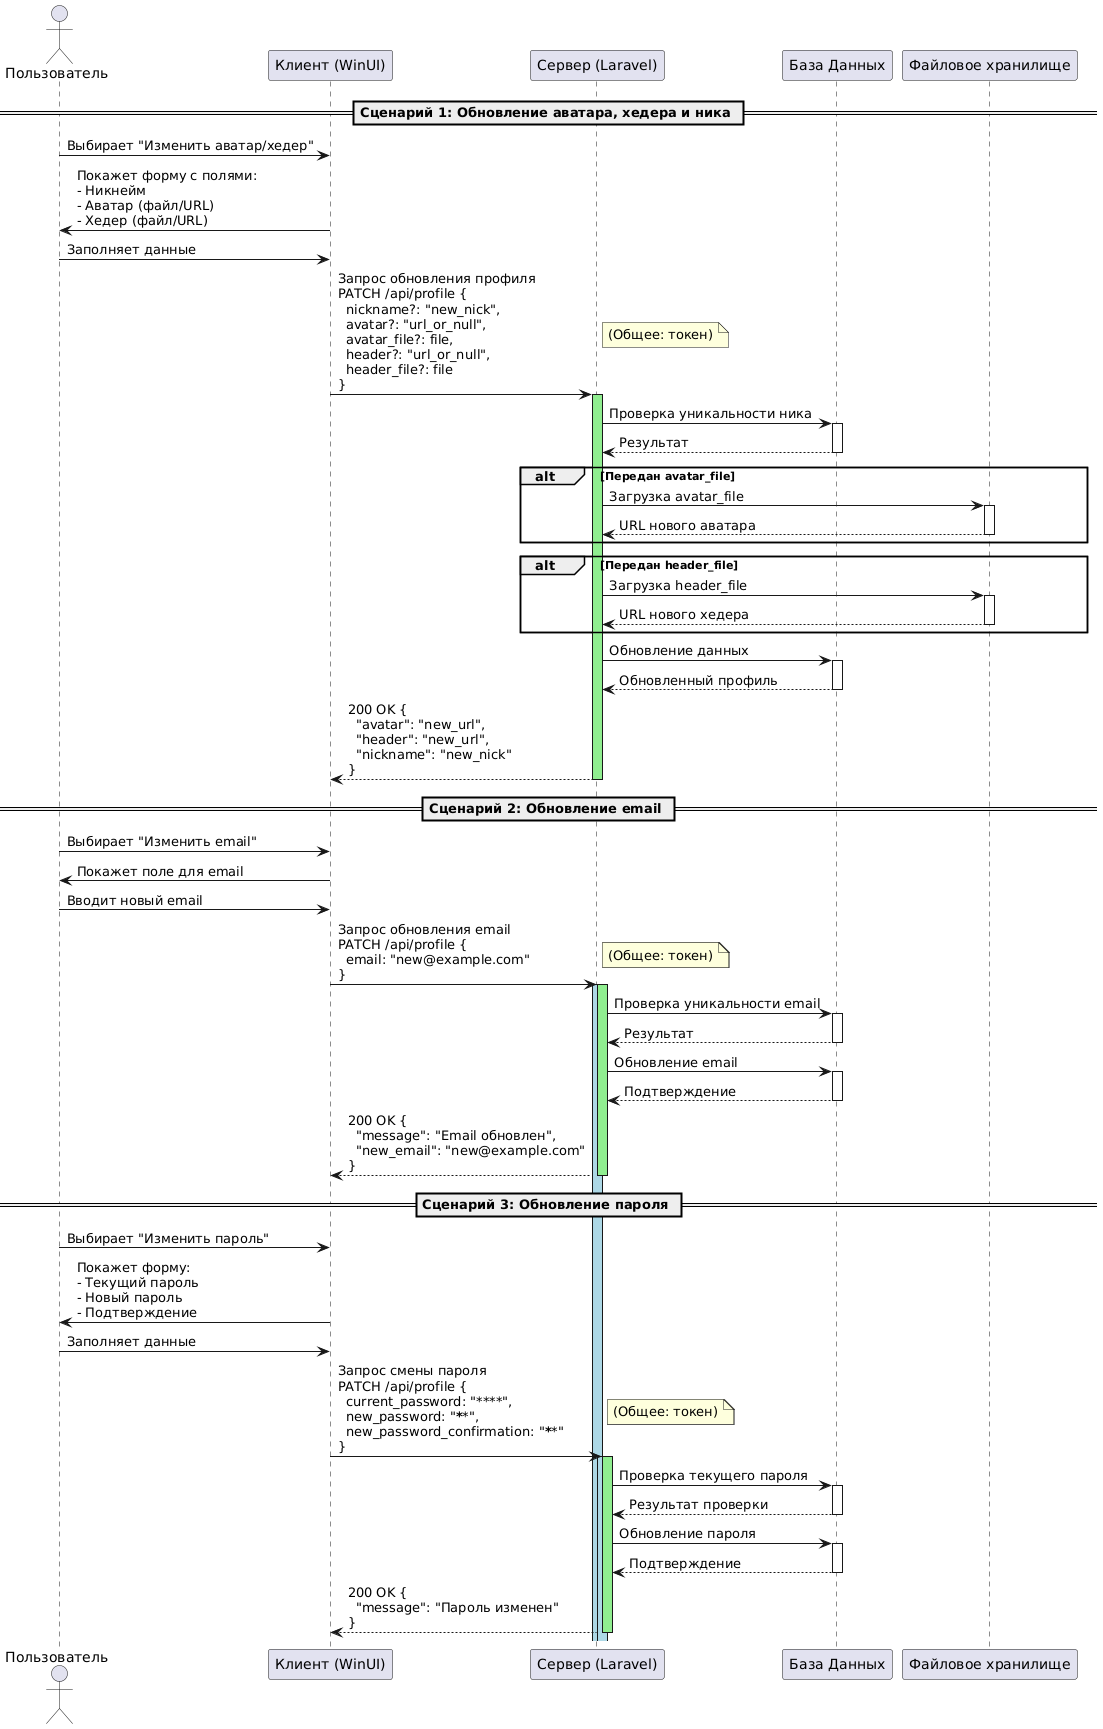 Пользователь
Клиент (WinUI)
Сервер (Laravel)
База Данных
Файловое хранилище
Сценарий 1: Обновление аватара, хедера и ника
Выбирает "Изменить аватар/хедер"
Покажет форму с полями:
- Никнейм
- Аватар (файл/URL)
- Хедер (файл/URL)
Заполняет данные
Запрос обновления профиля
PATCH /api/profile {
nickname?: "new_nick",
avatar?: "url_or_null",
avatar_file?: file,
header?: "url_or_null",
header_file?: file
}
(Общее: токен)
Проверка уникальности ника
Результат
alt
[Передан avatar_file]
Загрузка avatar_file
URL нового аватара
alt
[Передан header_file]
Загрузка header_file
URL нового хедера
Обновление данных
Обновленный профиль
200 OK {
"avatar": "new_url",
"header": "new_url",
"nickname": "new_nick"
}
Сценарий 2: Обновление email
Выбирает "Изменить email"
Покажет поле для email
Вводит новый email
Запрос обновления email
PATCH /api/profile {
email: "new@example.com"
}
(Общее: токен)
Проверка уникальности email
Результат
Обновление email
Подтверждение
200 OK {
"message": "Email обновлен",
"new_email": "new@example.com"
}
Сценарий 3: Обновление пароля
Выбирает "Изменить пароль"
Покажет форму:
- Текущий пароль
- Новый пароль
- Подтверждение
Заполняет данные
Запрос смены пароля
PATCH /api/profile {
current_password: "****",
new_password: "**",
new_password_confirmation: "**"
}
(Общее: токен)
Проверка текущего пароля
Результат проверки
Обновление пароля
Подтверждение
200 OK {
"message": "Пароль изменен"
}
Пользователь
Клиент (WinUI)
Сервер (Laravel)
База Данных
Файловое хранилище